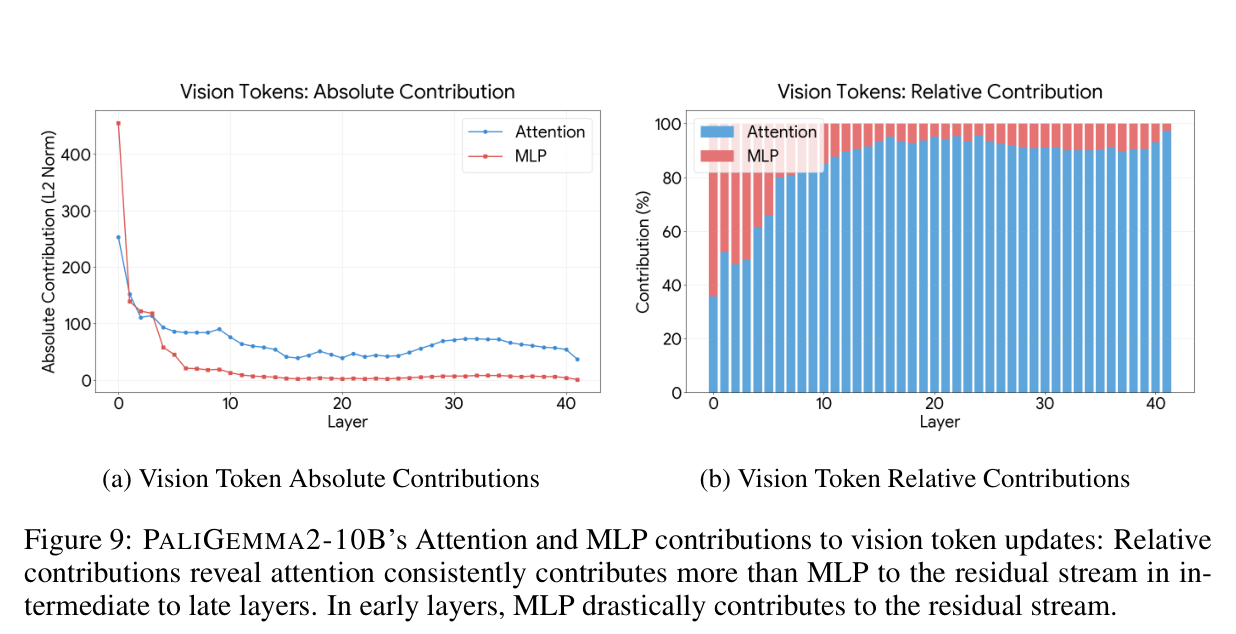 Vision Tokens: Absolute Contribution
Absolute Contribution (L2 Norm)
400
300
200
100
0
0
10
20
30
40
Layer
Attention
MLP
(a) Vision Token Absolute Contributions
Vision Tokens: Relative Contribution
Contribution (%)
100
80
60
40
20
0
0
10
20
30
40
Layer
Attention
MLP
(b) Vision Token Relative Contributions
Figure 9: PALIGEMMA2-10B's Attention and MLP contributions to vision token updates: Relative
contributions reveal attention consistently contributes more than MLP to the residual stream in in-
termediate to late layers. In early layers, MLP drastically contributes to the residual stream.